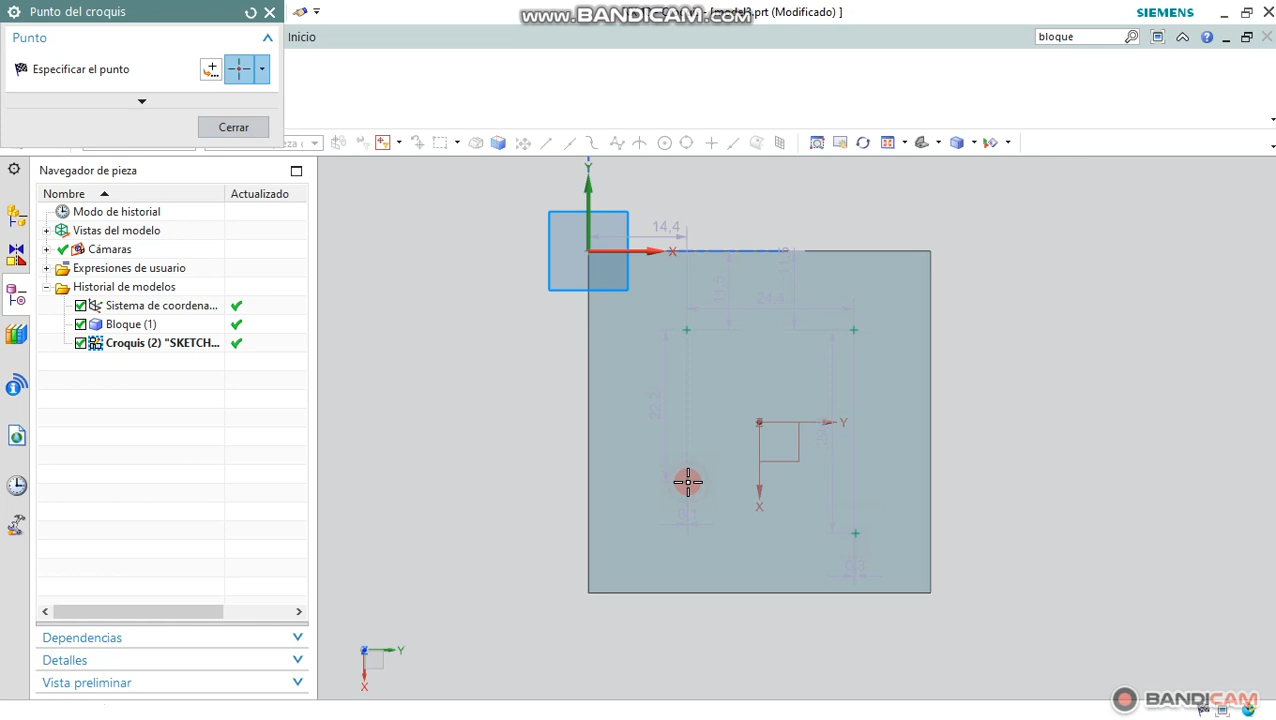 Punto del croquis
www.BANDICAM.com
.prt (Modificado) ]
SIEMENS
Punto
Inicio
bloque
Especificar el punto
Cerrar
Navegador de pieza
Nombre
Actualizado
Modo de historial
Vistas del modelo
Cámaras
Expresiones de usuario
Historial de modelos
Sistema de coordena...
Bloque (1)
Croquis (2) "SKETCH...
Y
14,4
X
24,4
22,2
Y
X
Y
X
Dependencias
Detalles
Vista preliminar
BANDICAM